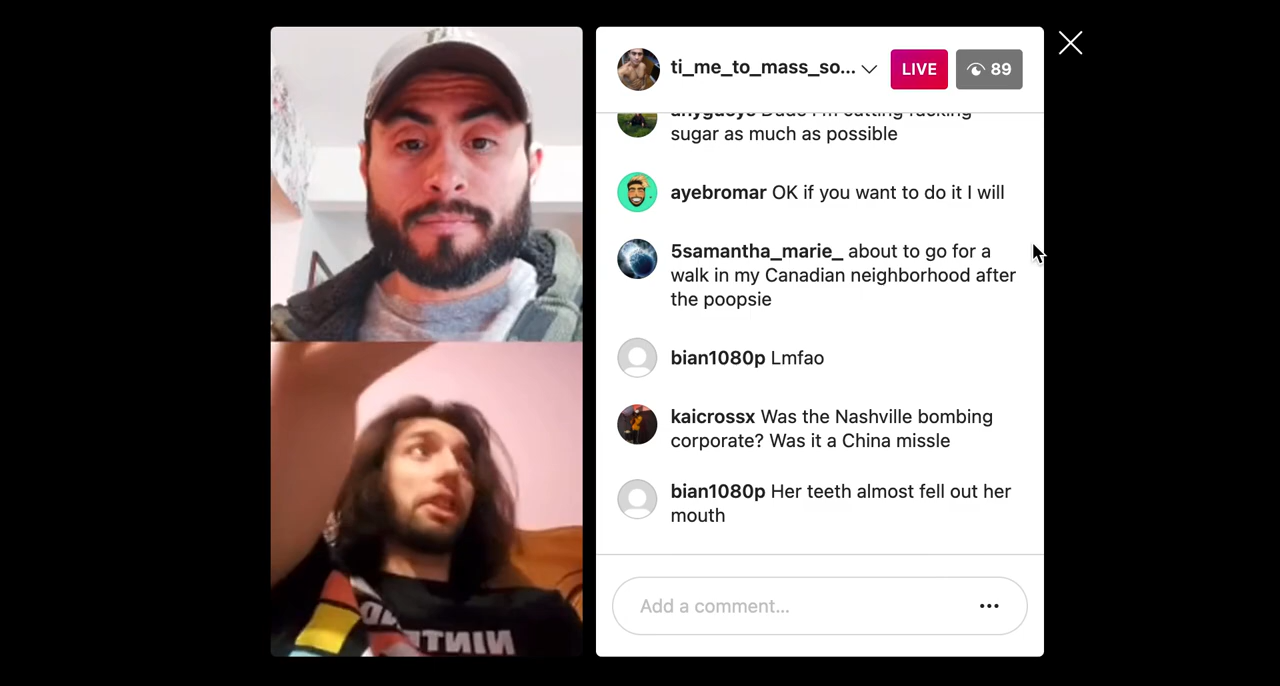 ti_me_to_mass_so...
LIVE
89
sugar as much as possible
ayebromar OK if you want to do it I will
5samantha_marie_ about to go for a
walk in my Canadian neighborhood after
the poopsie
bian1080p Lmfao
kaicrossx Was the Nashville bombing
corporate? Was it a China missle
bian1080p Her teeth almost fell out her
mouth
Add a comment...